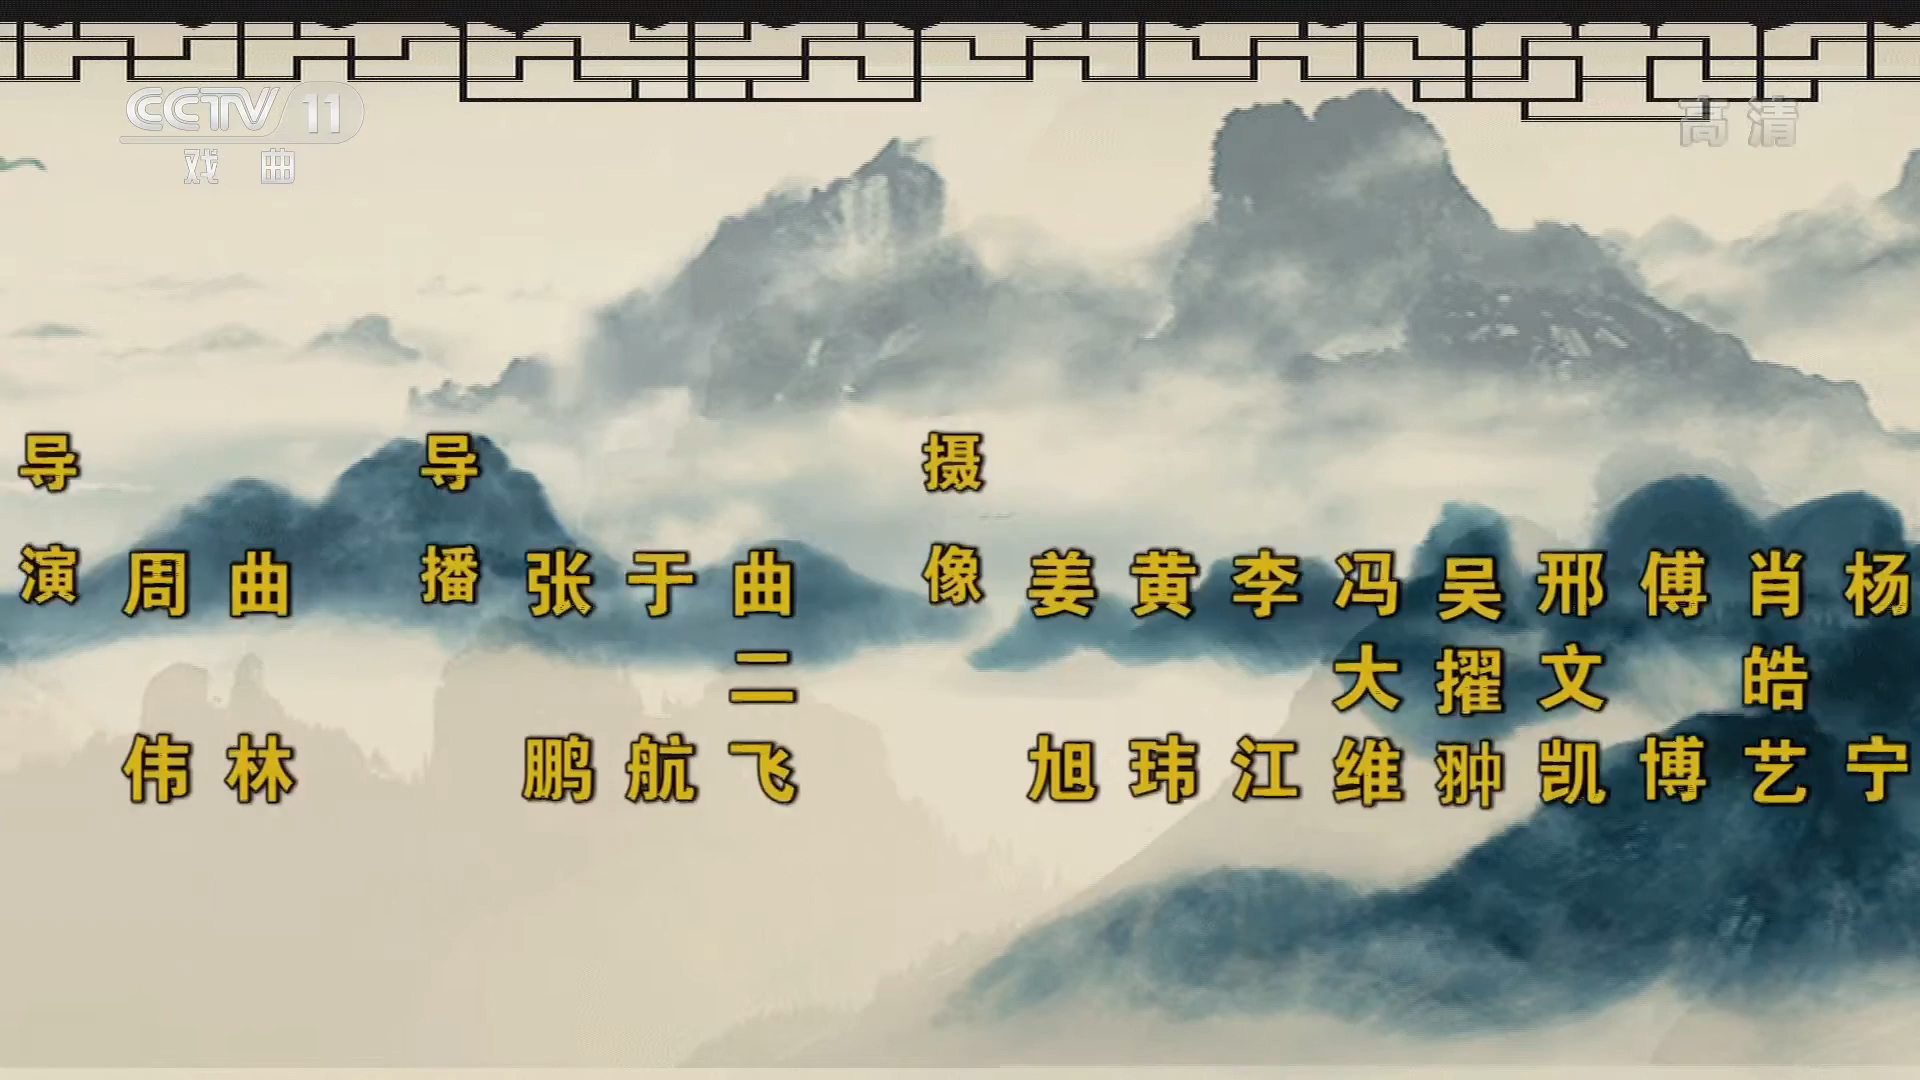 CCTV 11
戏曲
高清
导演
周伟
曲林
导播
张鹏
于航
曲二飞
摄像
姜旭
黄玮
李江
冯大维
吴擢翀
邢文凯
傅博
肖皓艺
杨宁